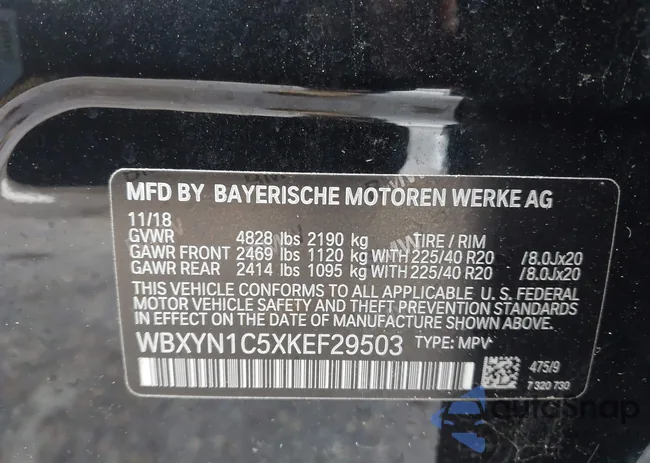 MFD BY BAYERISCHE MOTOREN WERKE AG
11/18
GVWR 4828 lbs 2190 kg TIRE / RIM
GAWR FRONT 2469 lbs 1120 kg WITH 225/40 R20 /8.0Jx20
GAWR REAR 2414 lbs 1095 kg WITH 225/40 R20 /8.0Jx20
THIS VEHICLE CONFORMS TO ALL APPLICABLE U. S. FEDERAL
MOTOR VEHICLE SAFETY AND THEFT PREVENTION STANDARDS
IN EFFECT ON THE DATE OF MANUFACTURE SHOWN ABOVE.
WBXYN1C5XKEF29503 TYPE: MPV
475/9
7 320 730
autoSnap